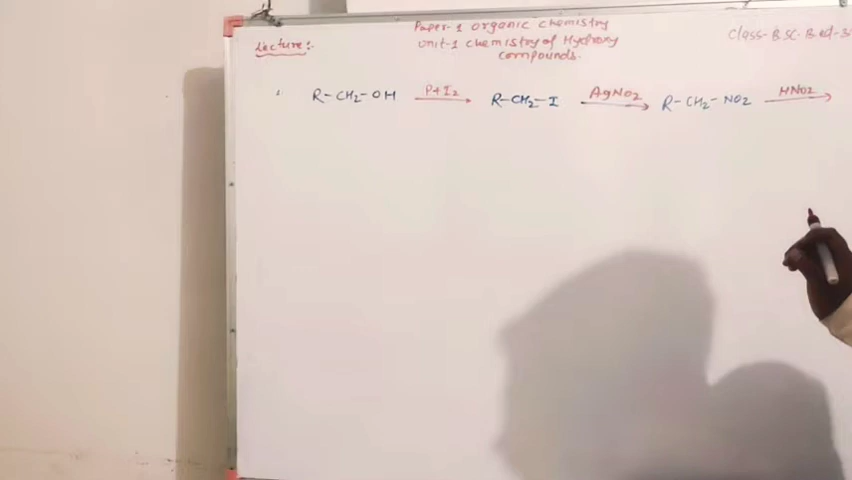 Paper-1 organic chemistry
Lecture:-
unit-1 chemistry of Hydroxy
compounds.
class-B.SC.B.ed-3
R-CH2-OH P+I2 R-CH2-I AgNO2 R-CH2-NO2 HNO2